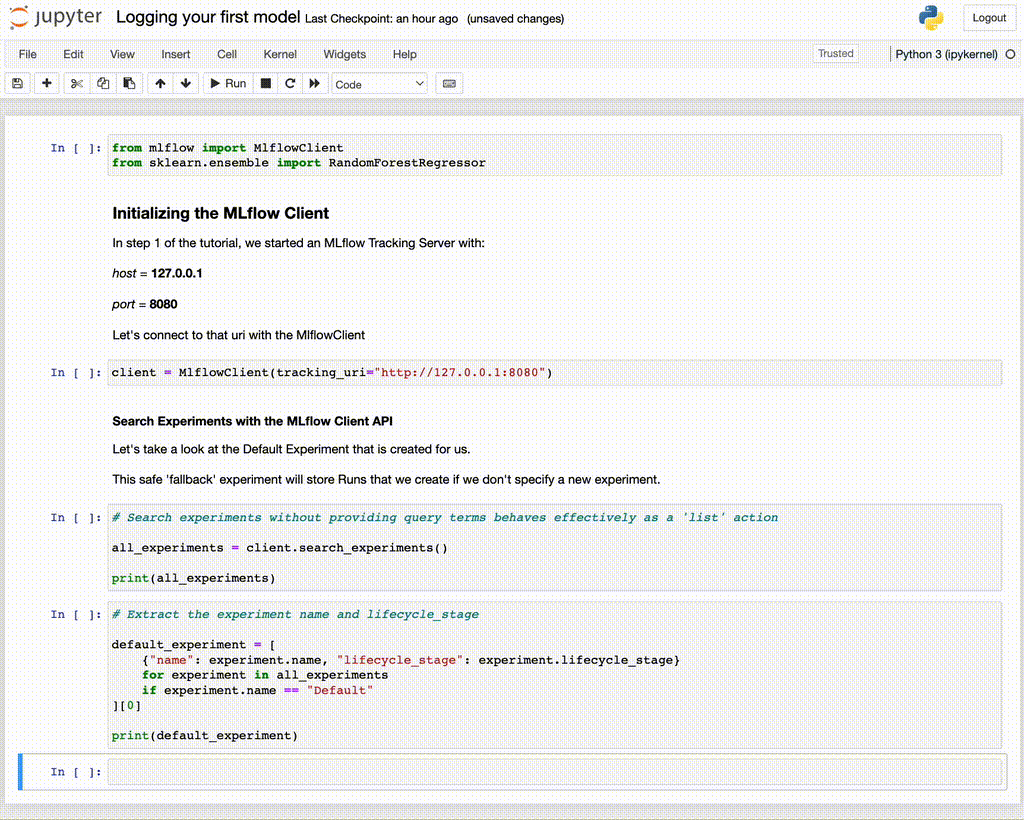 jupyter Logging your first model Last Checkpoint: an hour ago (unsaved changes) Logout
File Edit View Insert Cell Kernel Widgets Help Trusted Python 3 (ipykernel)
Run Code
In [ ]: from mlflow import MlflowClient
from sklearn.ensemble import RandomForestRegressor
Initializing the MLflow Client
In step 1 of the tutorial, we started an MLflow Tracking Server with:
host = 127.0.0.1
port = 8080
Let's connect to that uri with the MlflowClient
In [ ]: client = MlflowClient(tracking_uri="http://127.0.0.1:8080")
Search Experiments with the MLflow Client API
Let's take a look at the Default Experiment that is created for us.
This safe 'fallback' experiment will store Runs that we create if we don't specify a new experiment.
In [ ]: # Search experiments without providing query terms behaves effectively as a 'list' action
all_experiments = client.search_experiments()
print(all_experiments)
In [ ]: # Extract the experiment name and lifecycle_stage
default_experiment = [
{"name": experiment.name, "lifecycle_stage": experiment.lifecycle_stage}
for experiment in all_experiments
if experiment.name == "Default"
][0]
print(default_experiment)
In [ ]: